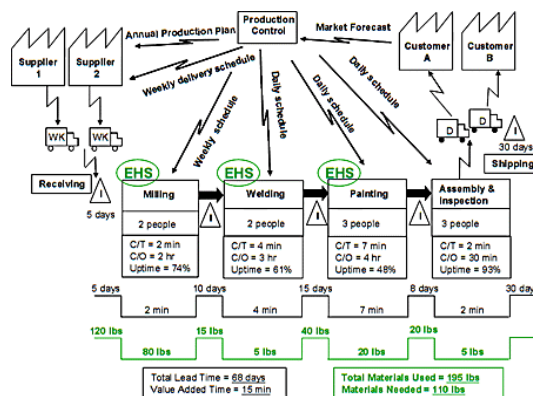 Production
Control
Annual Production Plan
Market Forecast
Supplier
1
Supplier
2
Customer
A
Customer
B
Weekly delivery schedule
Weekly schedule
Daily schedule
Daily schedule
Daily schedule
WK
WK
D
D
I
30 days
Shipping
Receiving
I
5 days
EHS
Milling
2 people
C/T = 2 min
C/O = 2 hr
Uptime = 74%
I
EHS
Welding
2 people
C/T = 4 min
C/O = 3 hr
Uptime = 61%
I
EHS
Painting
3 people
C/T = 7 min
C/O = 4 hr
Uptime = 48%
I
Assembly &
Inspection
3 people
C/T = 2 min
C/O = 30 min
Uptime = 93%
5 days 10 days 15 days 8 days 30 days
2 min 4 min 7 min 2 min
120 lbs 15 lbs 40 lbs 20 lbs
80 lbs 5 lbs 20 lbs 5 lbs
Total Lead Time = 68 days
Value Added Time = 15 min
Total Materials Used = 195 lbs
Materials Needed = 110 lbs